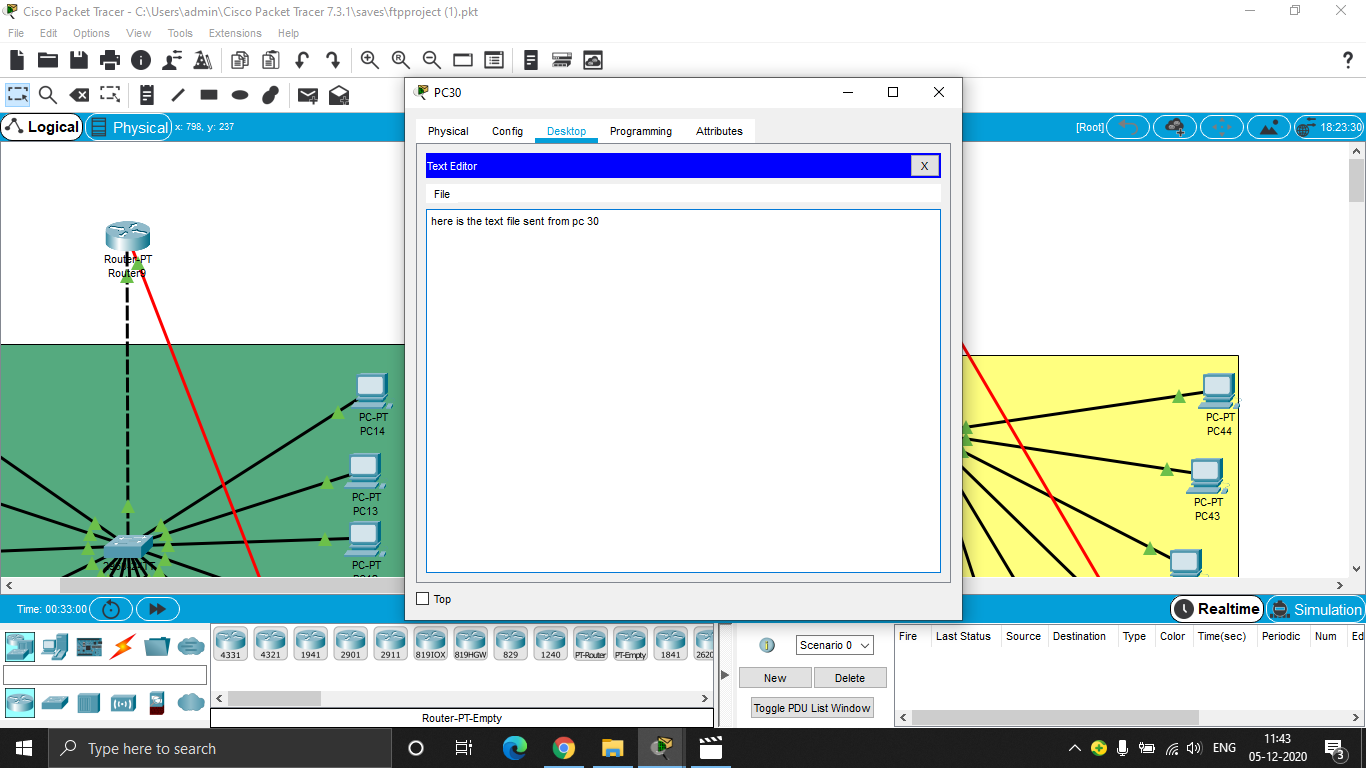 Cisco Packet Tracer - C:\Users\admin\Cisco Packet Tracer 7.3.1\saves\ftpproject (1).pkt
File Edit Options View Tools Extensions Help
?
Logical Physical x: 798, y: 237
[Root] 18:23:30
PC30
Physical Config Desktop Programming Attributes
Text Editor X
File
here is the text file sent from pc 30
Top
Router-PT
Router9
PC-PT
PC14
PC-PT
PC13
PC-PT
PC-PT
PC44
PC-PT
PC43
Time: 00:33:00
Realtime Simulation
4331 4321 1941 2901 2911 819IOX 819HGW 829 1240 PT-Router PT-Empty 1841 2620
Router-PT-Empty
Scenario 0
New Delete
Toggle PDU List Window
Fire Last Status Source Destination Type Color Time(sec) Periodic Num Ed
Type here to search
ENG
11:43
05-12-2020
3